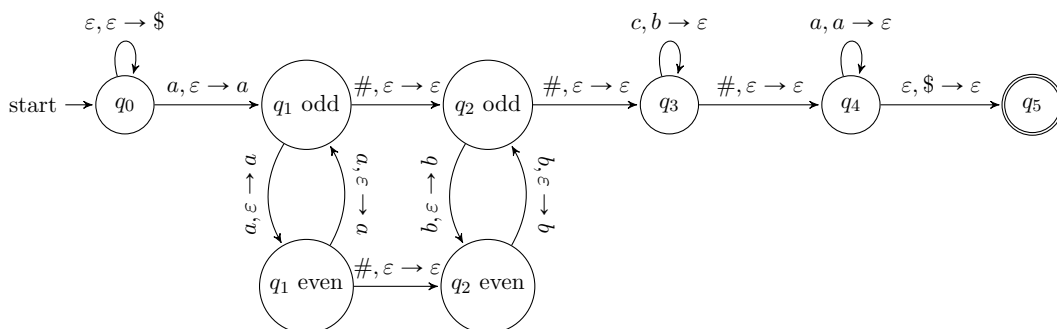 ε, ε → $
c, b → ε
a, a → ε
start
q₀
a, ε → a
q₁ odd
#, ε → ε
q₂ odd
#, ε → ε
q₃
#, ε → ε
q₄
ε, $ → ε
q₅
a, ε → a
a, ε → a
b, ε → b
b, ε → b
q₁ even
#, ε → ε
q₂ even